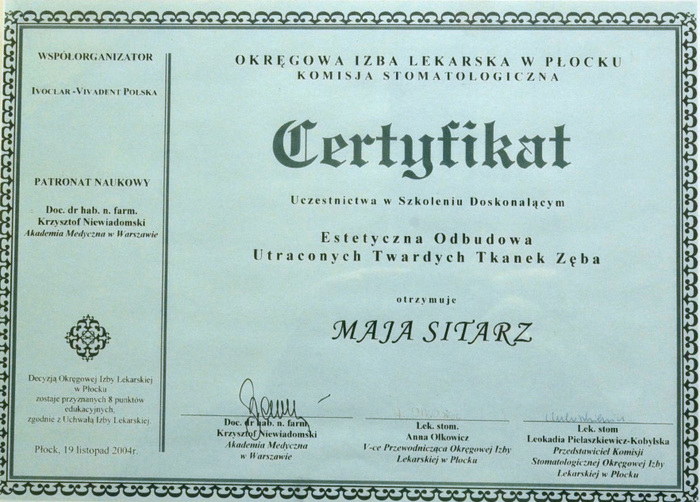 WSPÓŁORGANIZATOR
IVOCLAR -VIVADENT POLSKA
PATRONAT NAUKOWY
Doc. dr hab. n. farm.
Krzysztof Niewiadomski
Akademia Medyczna w Warszawie
Decyzją Okręgowej Izby Lekarskiej
w Płocku
zostaje przyznanych 8 punktów
edukacyjnych,
zgodnie z Uchwałą Izby Lekarskiej.
Płock, 19 listopad 2004r.
OKRĘGOWA IZBA LEKARSKA W PŁOCKU
KOMISJA STOMATOLOGICZNA
Certyfikat
Uczestnictwa w Szkoleniu Doskonalącym
Estetyczna Odbudowa
Utraconych Twardych Tkanek Zęba
otrzymuje
MAJA SITARZ
Doc. dr hab. n. farm.
Krzysztof Niewiadomski
Akademia Medyczna
w Warszawie
Lek. stom.
Anna Olkowicz
V-ce Przewodnicząca Okręgowej Izby
Lekarskiej w Płocku
Lek. stom
Leokadia Pielaszkiewicz-Kobylska
Przedstawiciel Komisji
Stomatologicznej Okręgowej Izby
Lekarskiej w Płocku